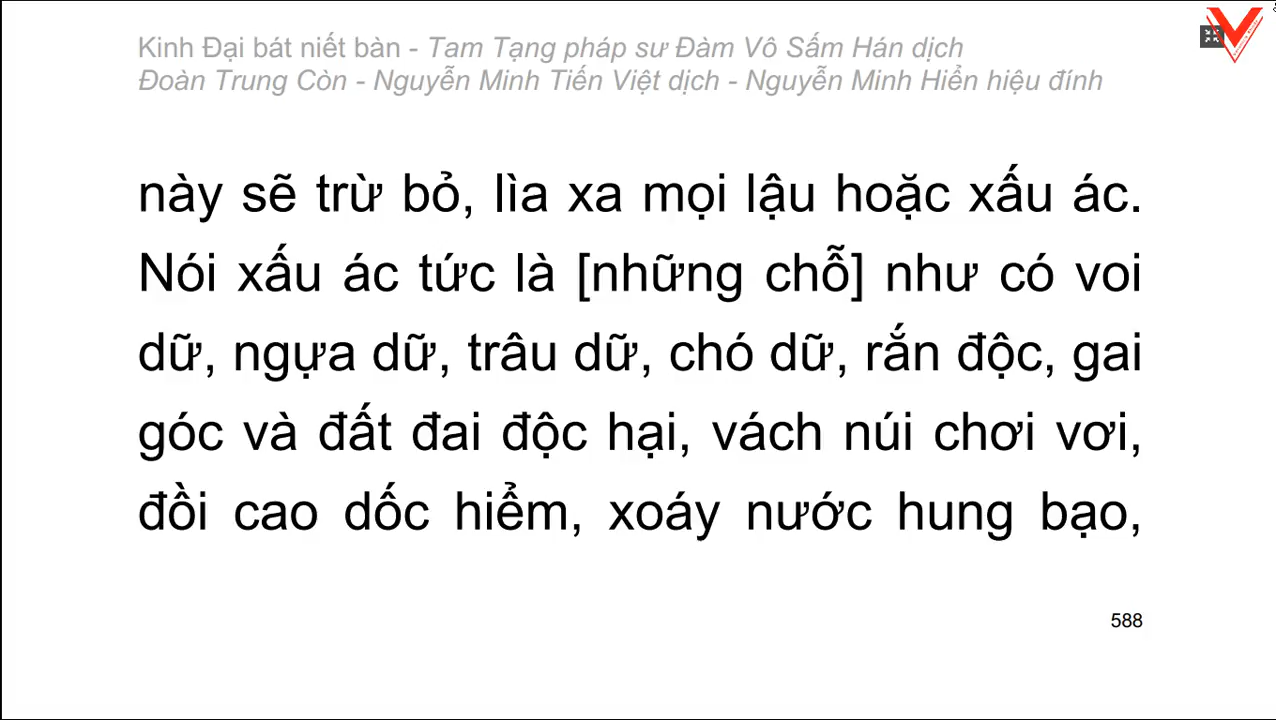 Kinh Đại bát niết bàn - Tam Tạng pháp sư Đàm Vô Sấm Hán dịch
Đoàn Trung Còn - Nguyễn Minh Tiến Việt dịch - Nguyễn Minh Hiển hiệu đính
này sẽ trừ bỏ, lìa xa mọi lậu hoặc xấu ác.
Nói xấu ác tức là [những chỗ] như có voi
dữ, ngựa dữ, trâu dữ, chó dữ, rắn độc, gai
góc và đất đai độc hại, vách núi chơi vơi,
đồi cao dốc hiểm, xoáy nước hung bạo,
588